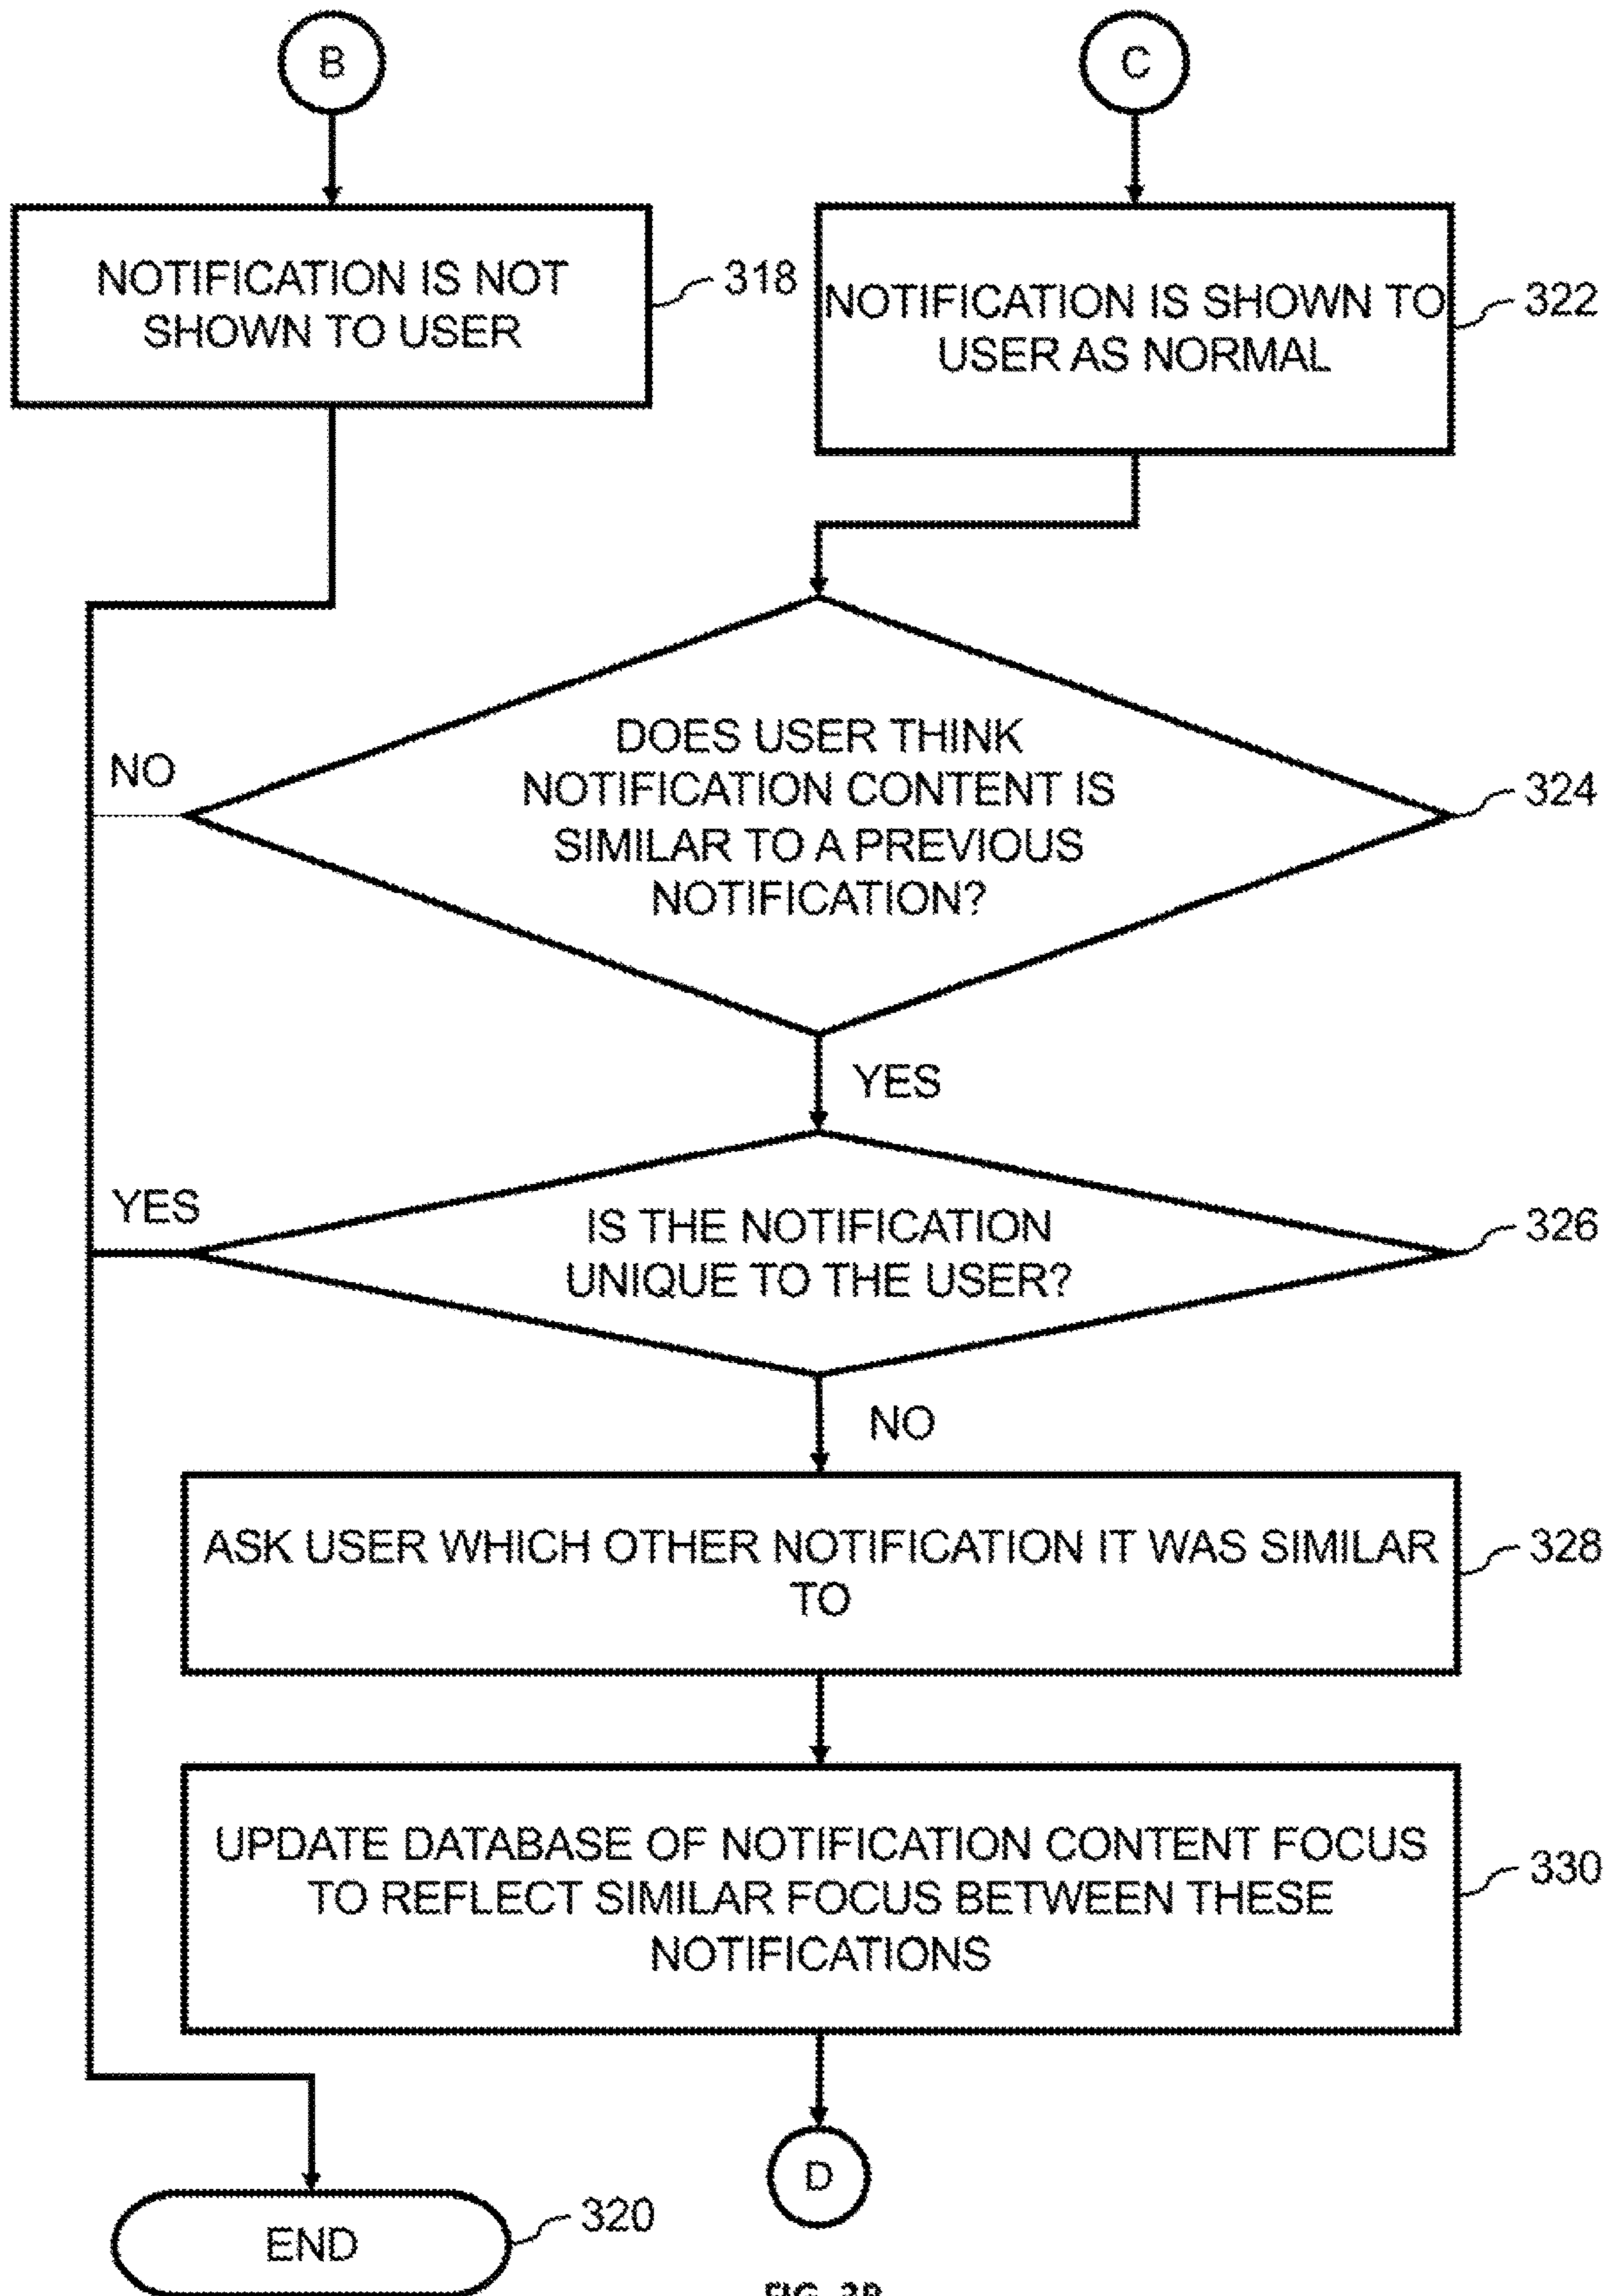 B
C
NOTIFICATION IS NOT
SHOWN TO USER
318
NOTIFICATION IS SHOWN TO
USER AS NORMAL
322
DOES USER THINK
NOTIFICATION CONTENT IS
SIMILAR TO A PREVIOUS
NOTIFICATION?
324
NO
YES
IS THE NOTIFICATION
UNIQUE TO THE USER?
326
YES
NO
ASK USER WHICH OTHER NOTIFICATION IT WAS SIMILAR
TO
328
UPDATE DATABASE OF NOTIFICATION CONTENT FOCUS
TO REFLECT SIMILAR FOCUS BETWEEN THESE
NOTIFICATIONS
330
D
END
320